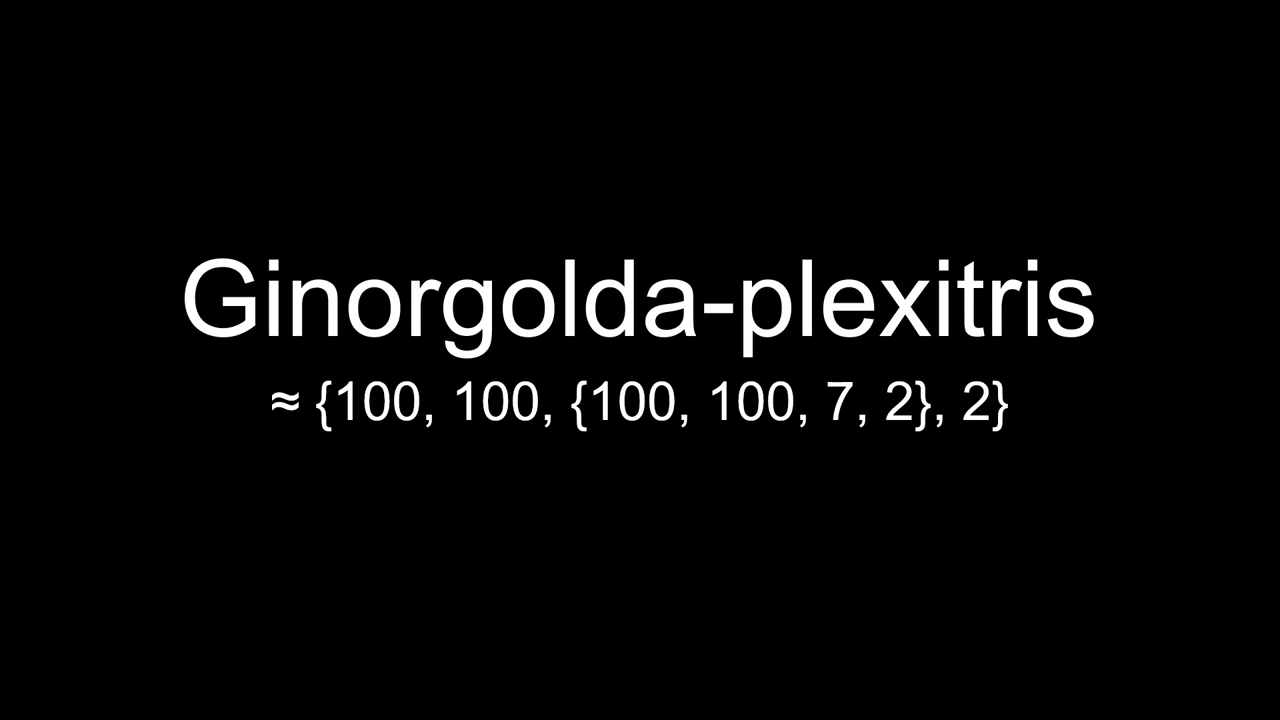 Ginorgolda-plexitris
≈ {100, 100, {100, 100, 7, 2}, 2}